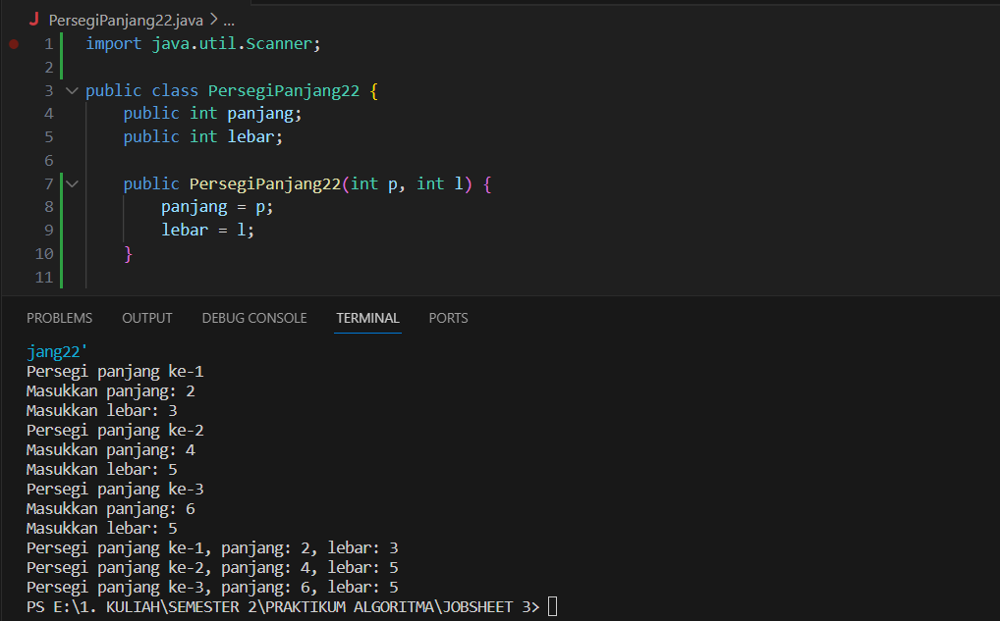 J PersegiPanjang22.java > ...
1 import java.util.Scanner;
2
3 public class PersegiPanjang22 {
4 public int panjang;
5 public int lebar;
6
7 public PersegiPanjang22(int p, int l) {
8 panjang = p;
9 lebar = l;
10 }
11
PROBLEMS OUTPUT DEBUG CONSOLE TERMINAL PORTS
jang22'
Persegi panjang ke-1
Masukkan panjang: 2
Masukkan lebar: 3
Persegi panjang ke-2
Masukkan panjang: 4
Masukkan lebar: 5
Persegi panjang ke-3
Masukkan panjang: 6
Masukkan lebar: 5
Persegi panjang ke-1, panjang: 2, lebar: 3
Persegi panjang ke-2, panjang: 4, lebar: 5
Persegi panjang ke-3, panjang: 6, lebar: 5
PS E:\1. KULIAH\SEMESTER 2\PRAKTIKUM ALGORITMA\JOBSHEET 3>